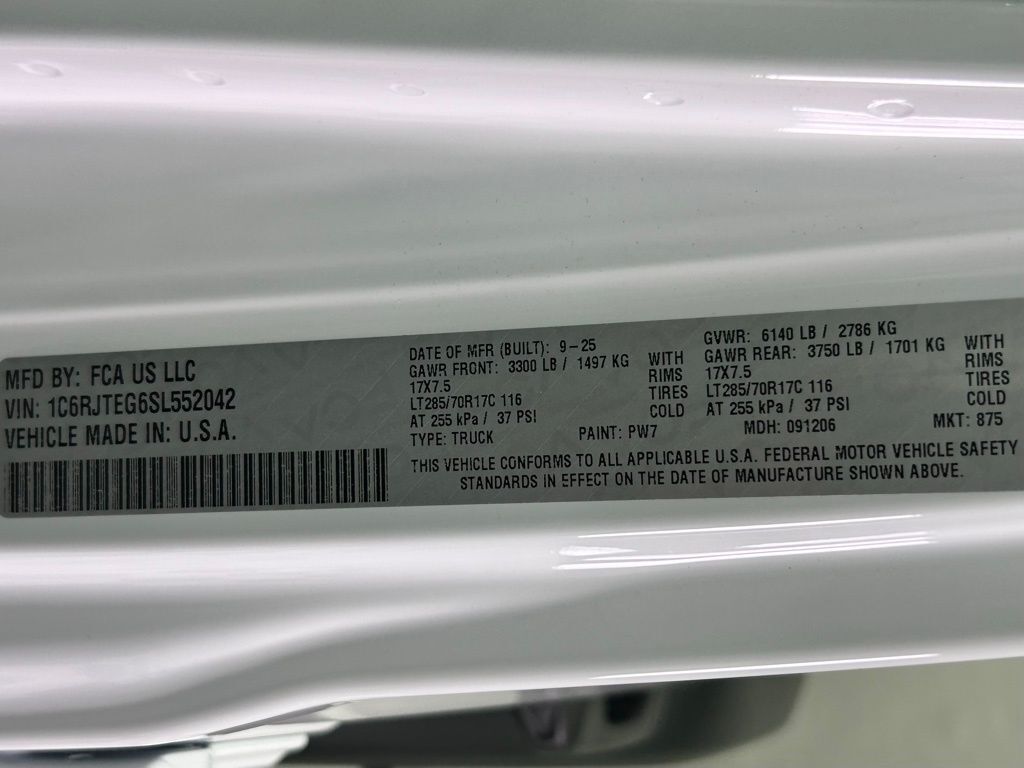 MFD BY: FCA US LLC
VIN: 1C6RJTEG6SL552042
VEHICLE MADE IN: U.S.A.
DATE OF MFR (BUILT): 9-25
GAWR FRONT: 3300 LB / 1497 KG
17X7.5
LT285/70R17C 116
AT 255 kPa / 37 PSI
WITH
RIMS
TIRES
COLD
GVWR: 6140 LB / 2786 KG
GAWR REAR: 3750 LB / 1701 KG
17X7.5
LT285/70R17C 116
AT 255 kPa / 37 PSI
WITH
RIMS
TIRES
COLD
TYPE: TRUCK PAINT: PW7 MDH: 091206 MKT: 875
THIS VEHICLE CONFORMS TO ALL APPLICABLE U.S.A. FEDERAL MOTOR VEHICLE SAFETY
STANDARDS IN EFFECT ON THE DATE OF MANUFACTURE SHOWN ABOVE.